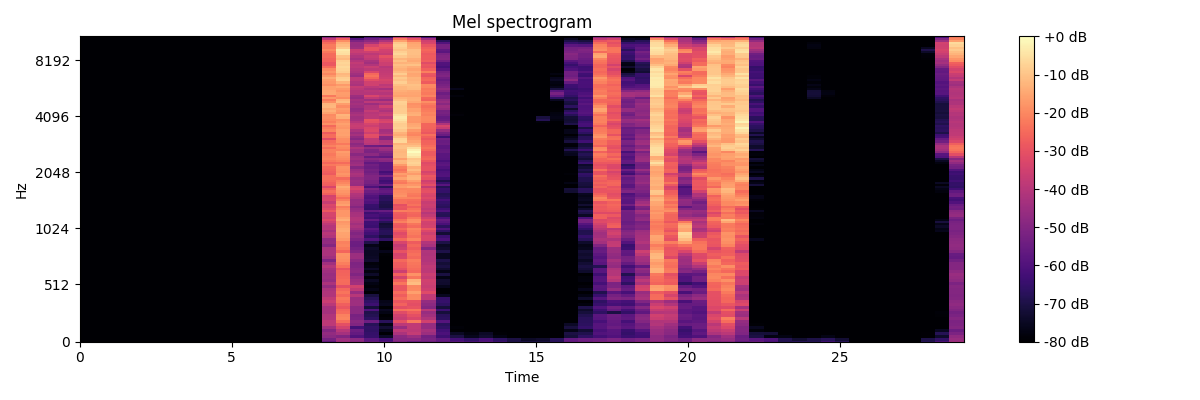 Mel spectrogram
8192
4096
2048
1024
512
0
Hz
0 5 10 15 20 25
Time
+0 dB
-10 dB
-20 dB
-30 dB
-40 dB
-50 dB
-60 dB
-70 dB
-80 dB